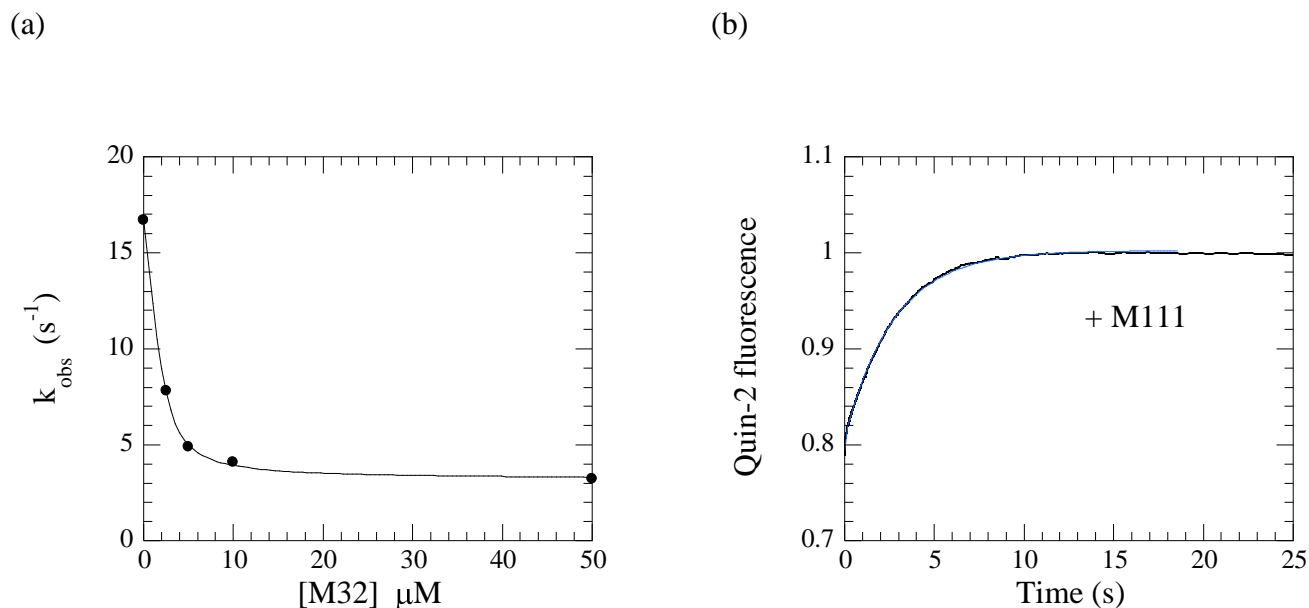 (a)
(b)
20
15
10
5
0
k_obs (s⁻¹)
0 10 20 30 40 50
[M32] μM
1.1
1
0.9
0.8
0.7
Quin-2 fluorescence
+ M111
0 5 10 15 20 25
Time (s)